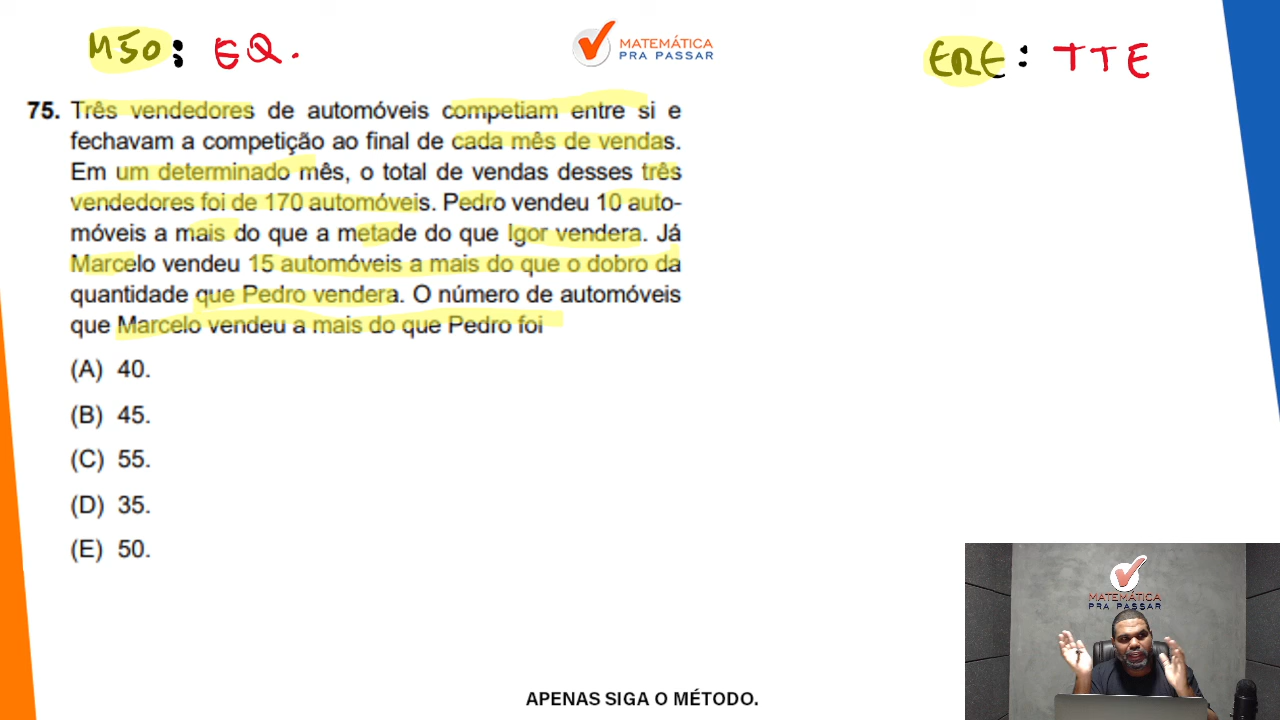 M50: EQ.
MATEMÁTICA
PRA PASSAR
ERE: TTE
75. Três vendedores de automóveis competiam entre si e
fechavam a competição ao final de cada mês de vendas.
Em um determinado mês, o total de vendas desses três
vendedores foi de 170 automóveis. Pedro vendeu 10 auto-
móveis a mais do que a metade do que Igor vendera. Já
Marcelo vendeu 15 automóveis a mais do que o dobro da
quantidade que Pedro vendera. O número de automóveis
que Marcelo vendeu a mais do que Pedro foi
(A) 40.
(B) 45.
(C) 55.
(D) 35.
(E) 50.
MATEMÁTICA
PRA PASSAR
APENAS SIGA O MÉTODO.